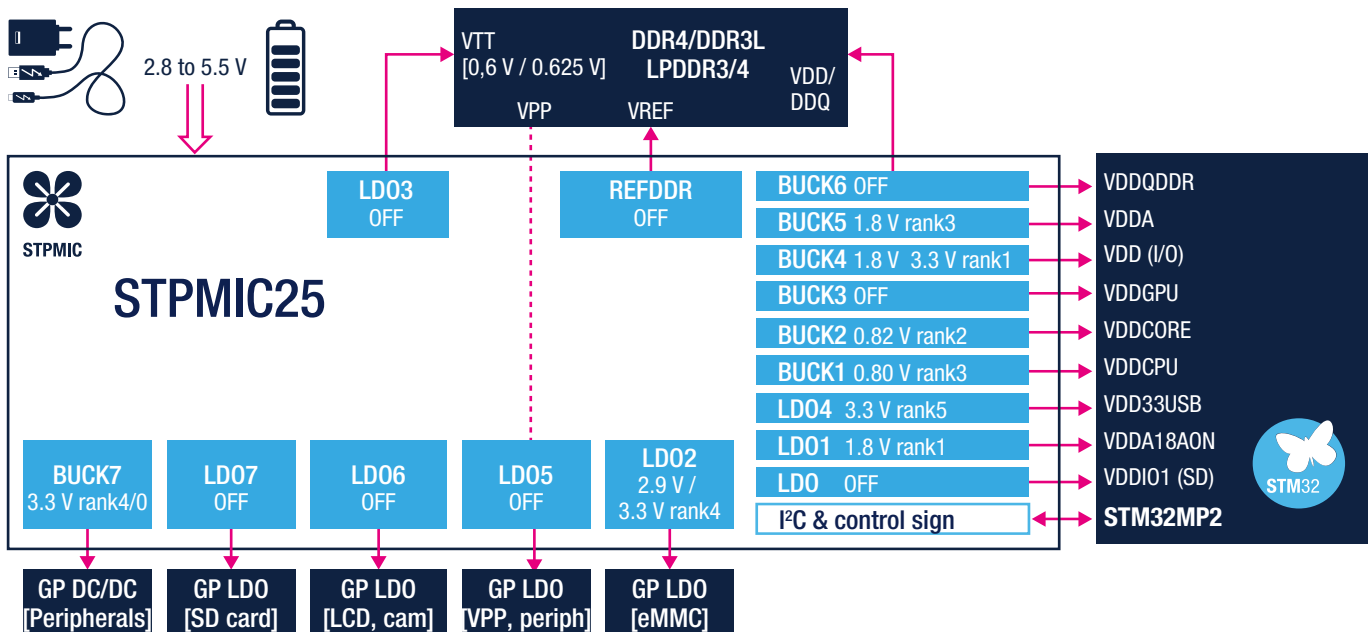 2.8 to 5.5 V
VTT
[0,6 V / 0.625 V]
DDR4/DDR3L
LPDDR3/4
VDD/
DDQ
VPP
VREF
STPMIC
STPMIC25
LDO3
OFF
REFDDR
OFF
BUCK6 OFF
BUCK5 1.8 V rank3
BUCK4 1.8 V 3.3 V rank1
BUCK3 OFF
BUCK2 0.82 V rank2
BUCK1 0.80 V rank3
LDO4 3.3 V rank5
LDO1 1.8 V rank1
LDO OFF
I²C & control sign
VDDQDDR
VDDA
VDD (I/O)
VDDGPU
VDDCORE
VDDCPU
VDD33USB
VDDA18AON
VDDIO1 (SD)
STM32MP2
STM32
BUCK7
3.3 V rank4/0
LDO7
OFF
LDO6
OFF
LDO5
OFF
LDO2
2.9 V /
3.3 V rank4
GP DC/DC
[Peripherals]
GP LDO
[SD card]
GP LDO
[LCD, cam]
GP LDO
[VPP, periph]
GP LDO
[eMMC]